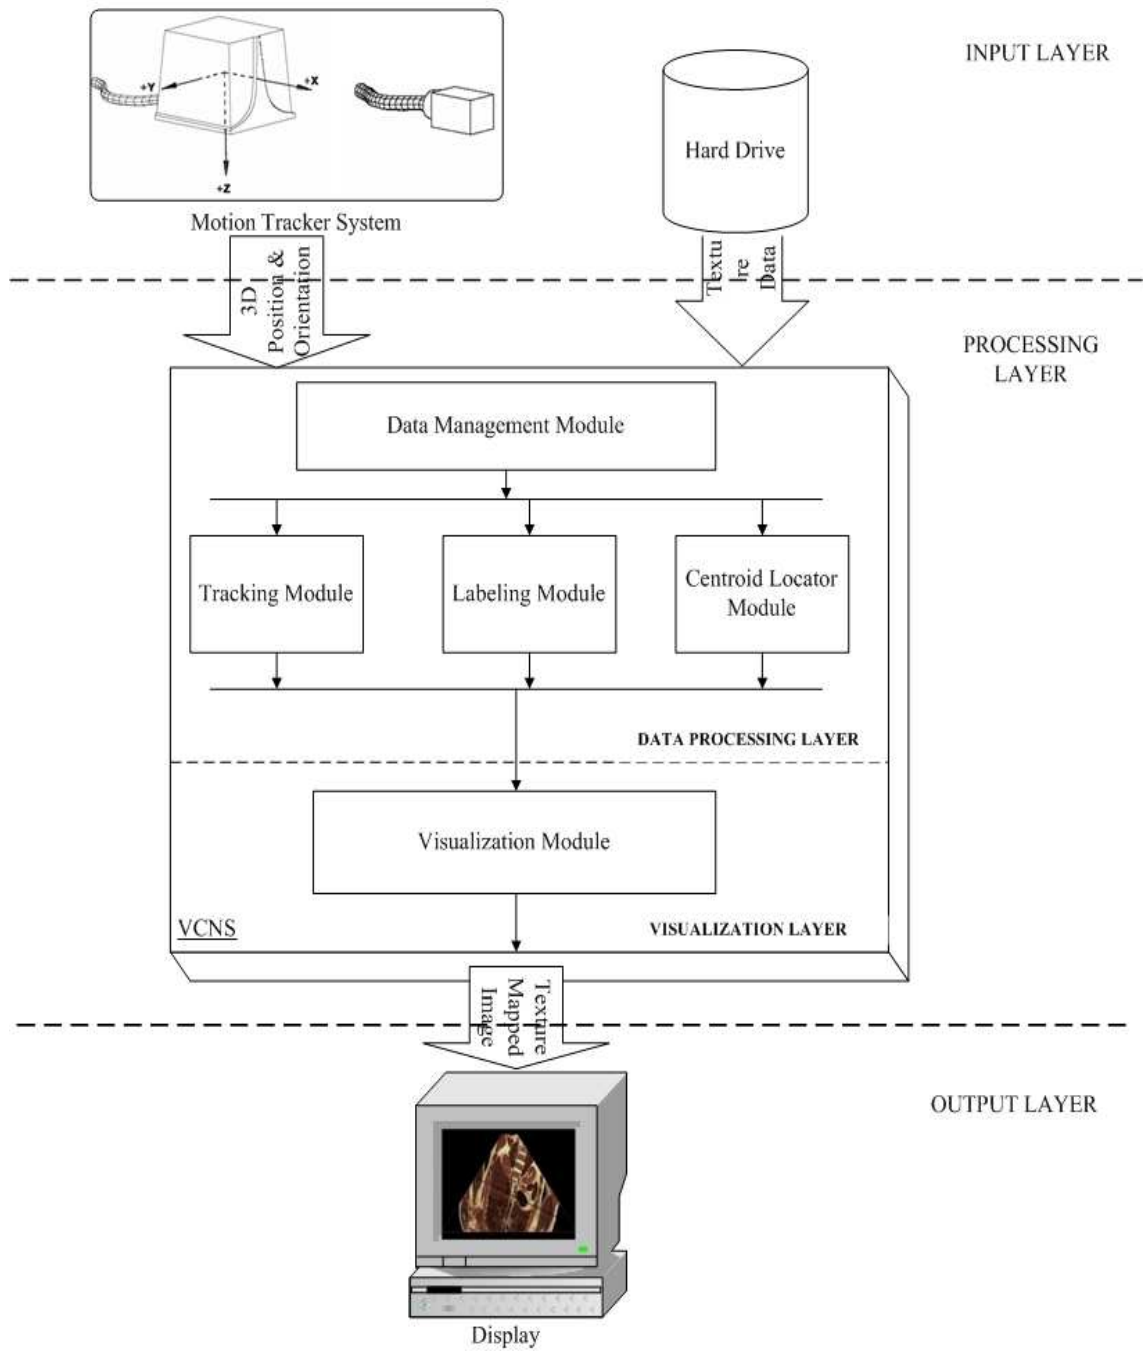 INPUT LAYER
+Y
+X
+Z
Hard Drive
Motion Tracker System
3D
Position &
Orientation
Textu
re
Data
PROCESSING
LAYER
Data Management Module
Tracking Module
Labeling Module
Centroid Locator
Module
DATA PROCESSING LAYER
Visualization Module
VCNS
VISUALIZATION LAYER
Texture
Mapped
Image
OUTPUT LAYER
Display